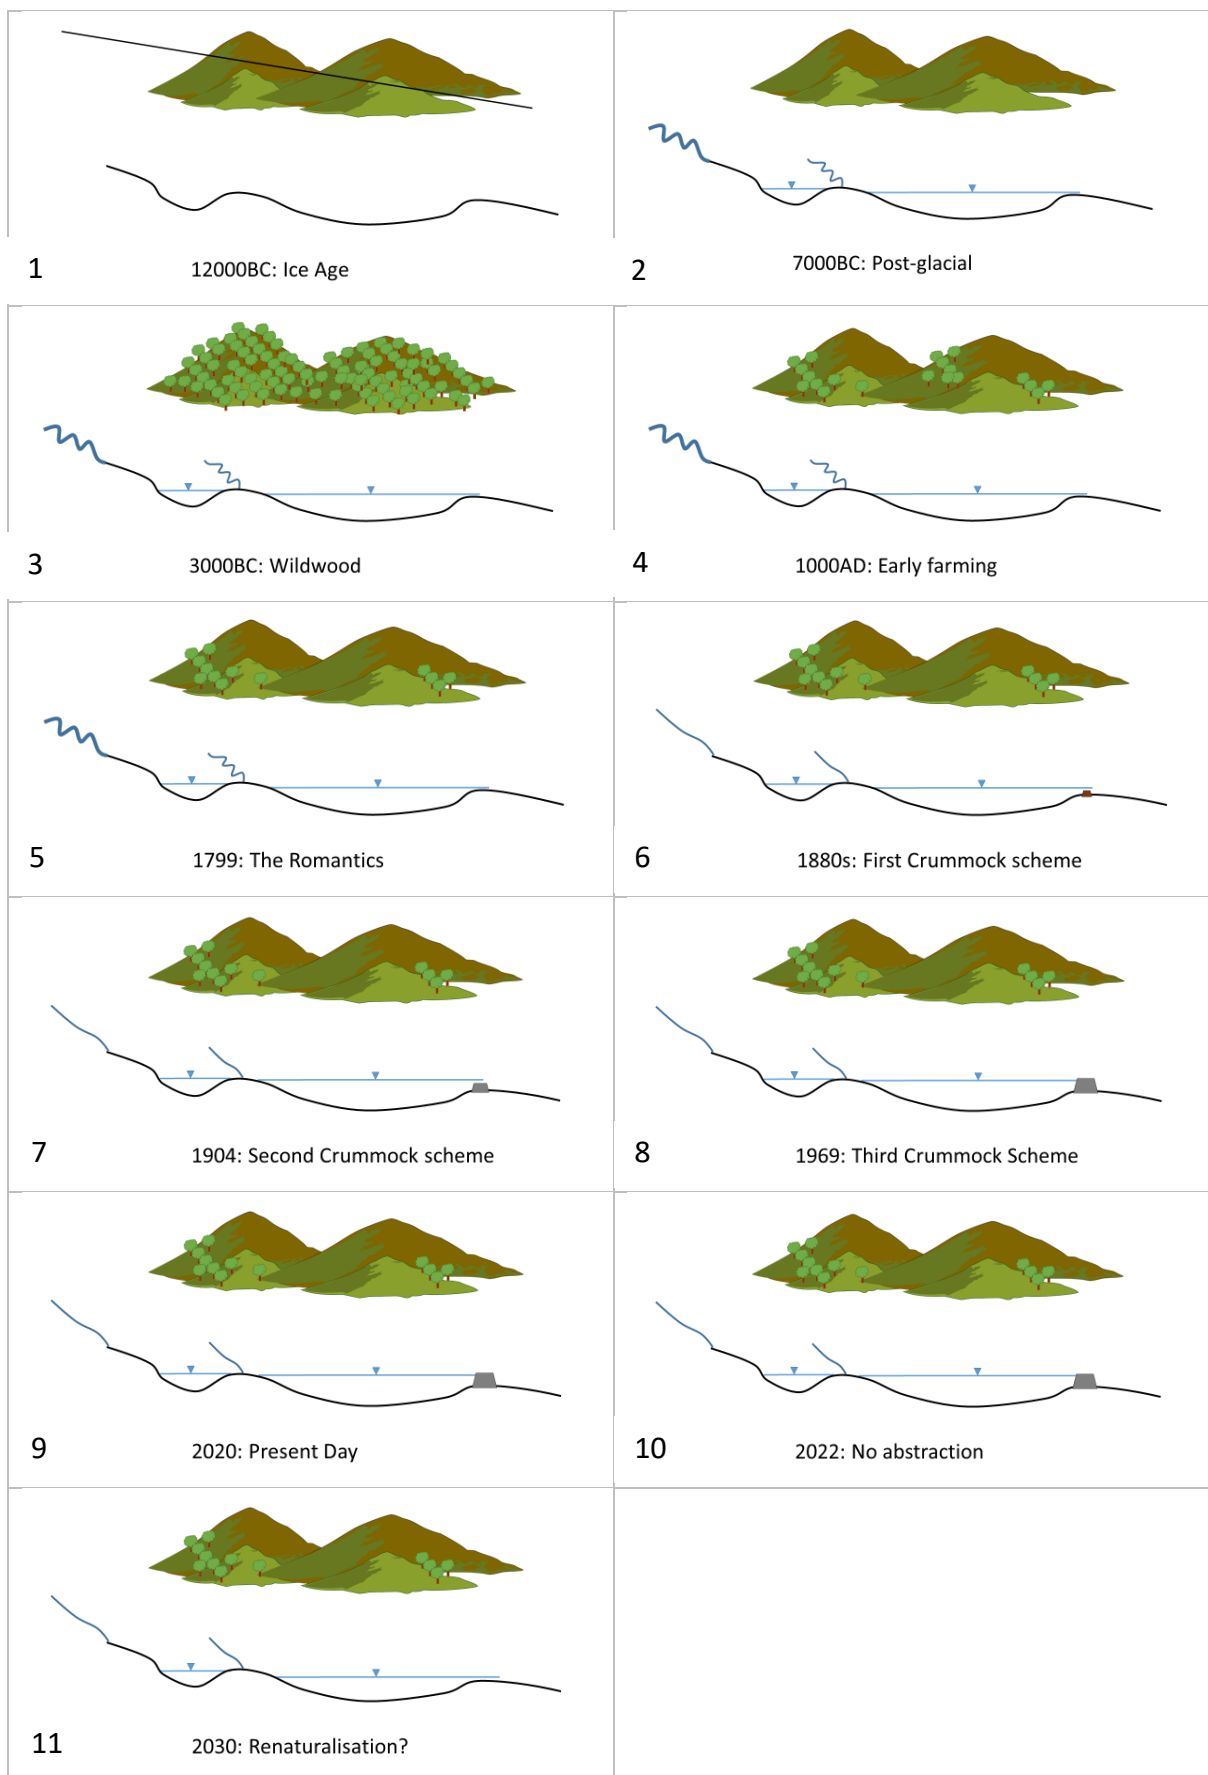 1
12000BC: Ice Age
2
7000BC: Post-glacial
3
3000BC: Wildwood
4
1000AD: Early farming
5
1799: The Romantics
6
1880s: First Crummock scheme
7
1904: Second Crummock scheme
8
1969: Third Crummock Scheme
9
2020: Present Day
10
2022: No abstraction
11
2030: Renaturalisation?